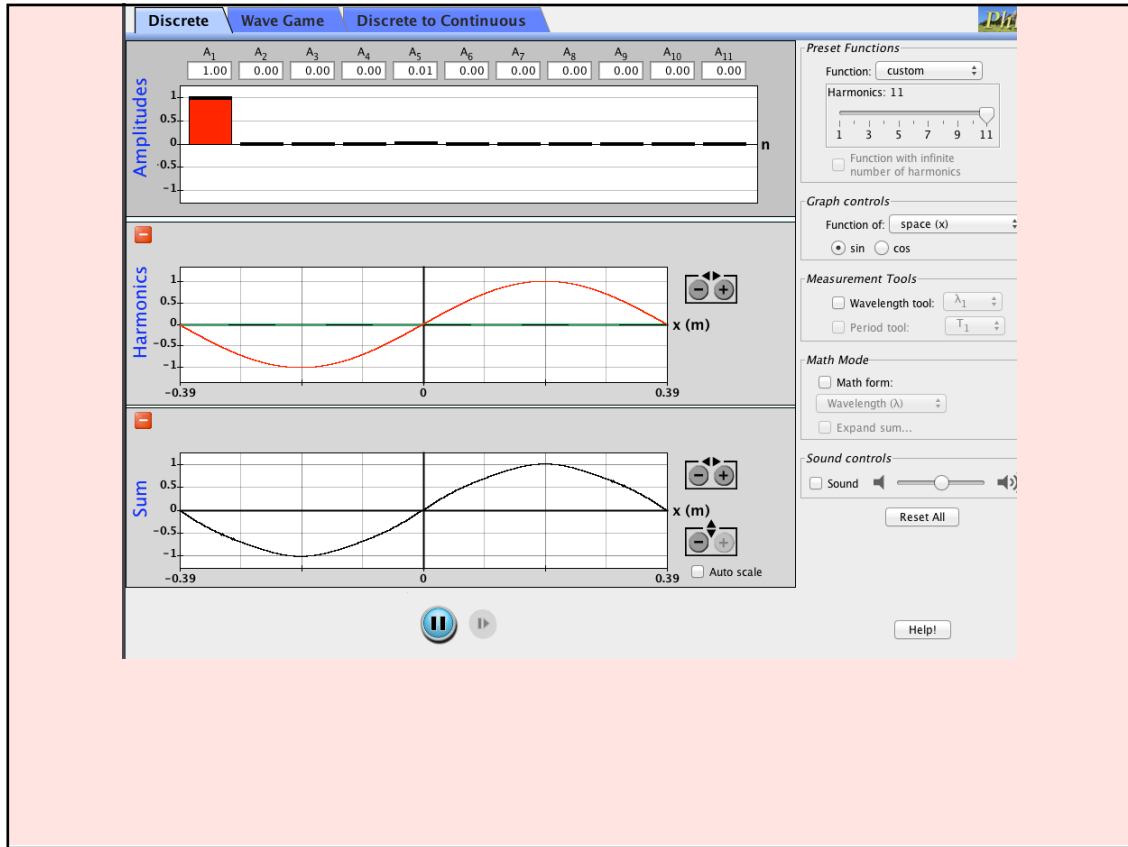 Discrete Wave Game Discrete to Continuous
Amplitudes
A1 A2 A3 A4 A5 A6 A7 A8 A9 A10 A11
1.00 0.00 0.00 0.00 0.01 0.00 0.00 0.00 0.00 0.00 0.00
1
0.5
0
-0.5
-1
n
Harmonics
1
0.5
0
-0.5
-1
x (m)
-0.39 0 0.39
Sum
1
0.5
0
-0.5
-1
x (m)
-0.39 0 0.39
Auto scale
Preset Functions
Function: custom
Harmonics: 11
1 3 5 7 9 11
Function with infinite
number of harmonics
Graph controls
Function of: space (x)
sin cos
Measurement Tools
Wavelength tool: λ1
Period tool: T1
Math Mode
Math form:
Wavelength (λ)
Expand sum...
Sound controls
Sound
Reset All
Help!